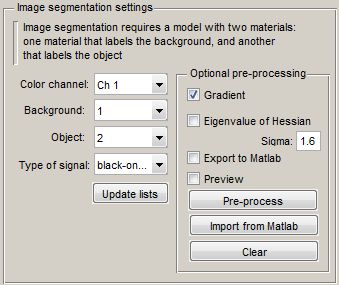 Image segmentation settings
Image segmentation requires a model with two materials:
one material that labels the background, and another
that labels the object
Color channel: Ch 1
Background: 1
Object: 2
Type of signal: black-on...
Update lists
Optional pre-processing
Gradient
Eigenvalue of Hessian
Sigma: 1.6
Export to Matlab
Preview
Pre-process
Import from Matlab
Clear